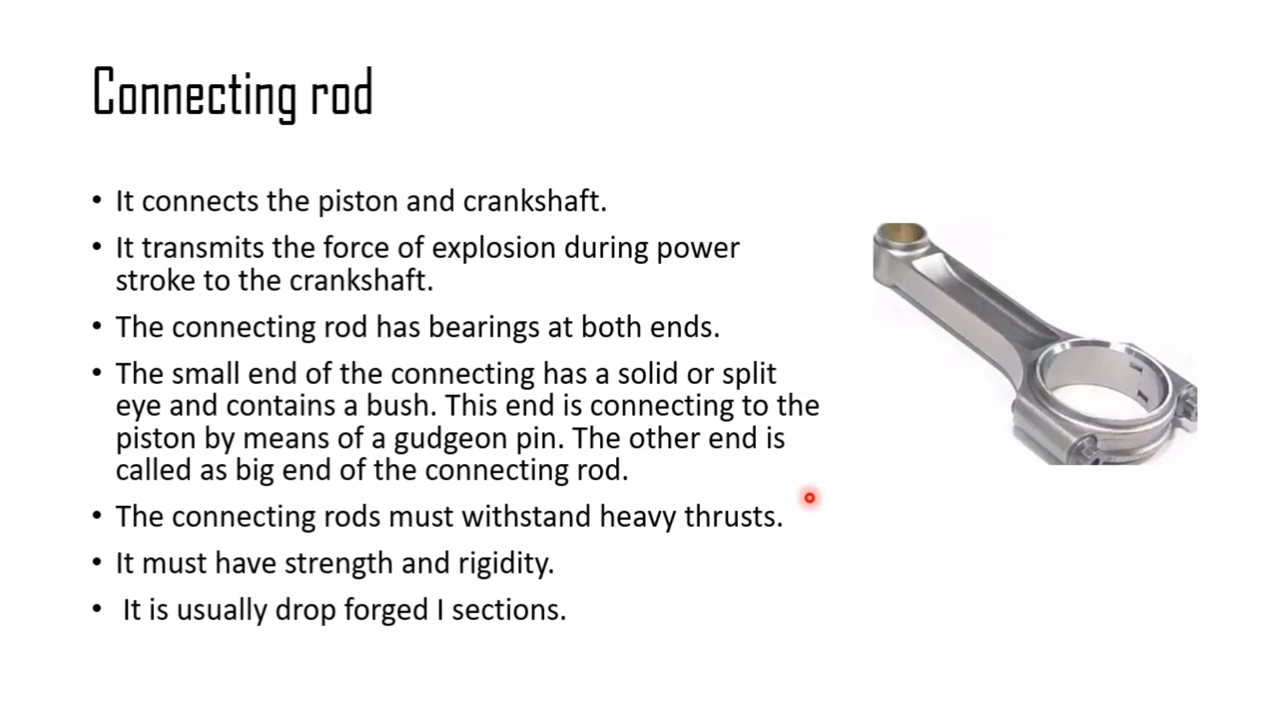 Connecting rod
• It connects the piston and crankshaft.
• It transmits the force of explosion during power
stroke to the crankshaft.
• The connecting rod has bearings at both ends.
• The small end of the connecting has a solid or split
eye and contains a bush. This end is connecting to the
piston by means of a gudgeon pin. The other end is
called as big end of the connecting rod.
• The connecting rods must withstand heavy thrusts.
• It must have strength and rigidity.
• It is usually drop forged I sections.